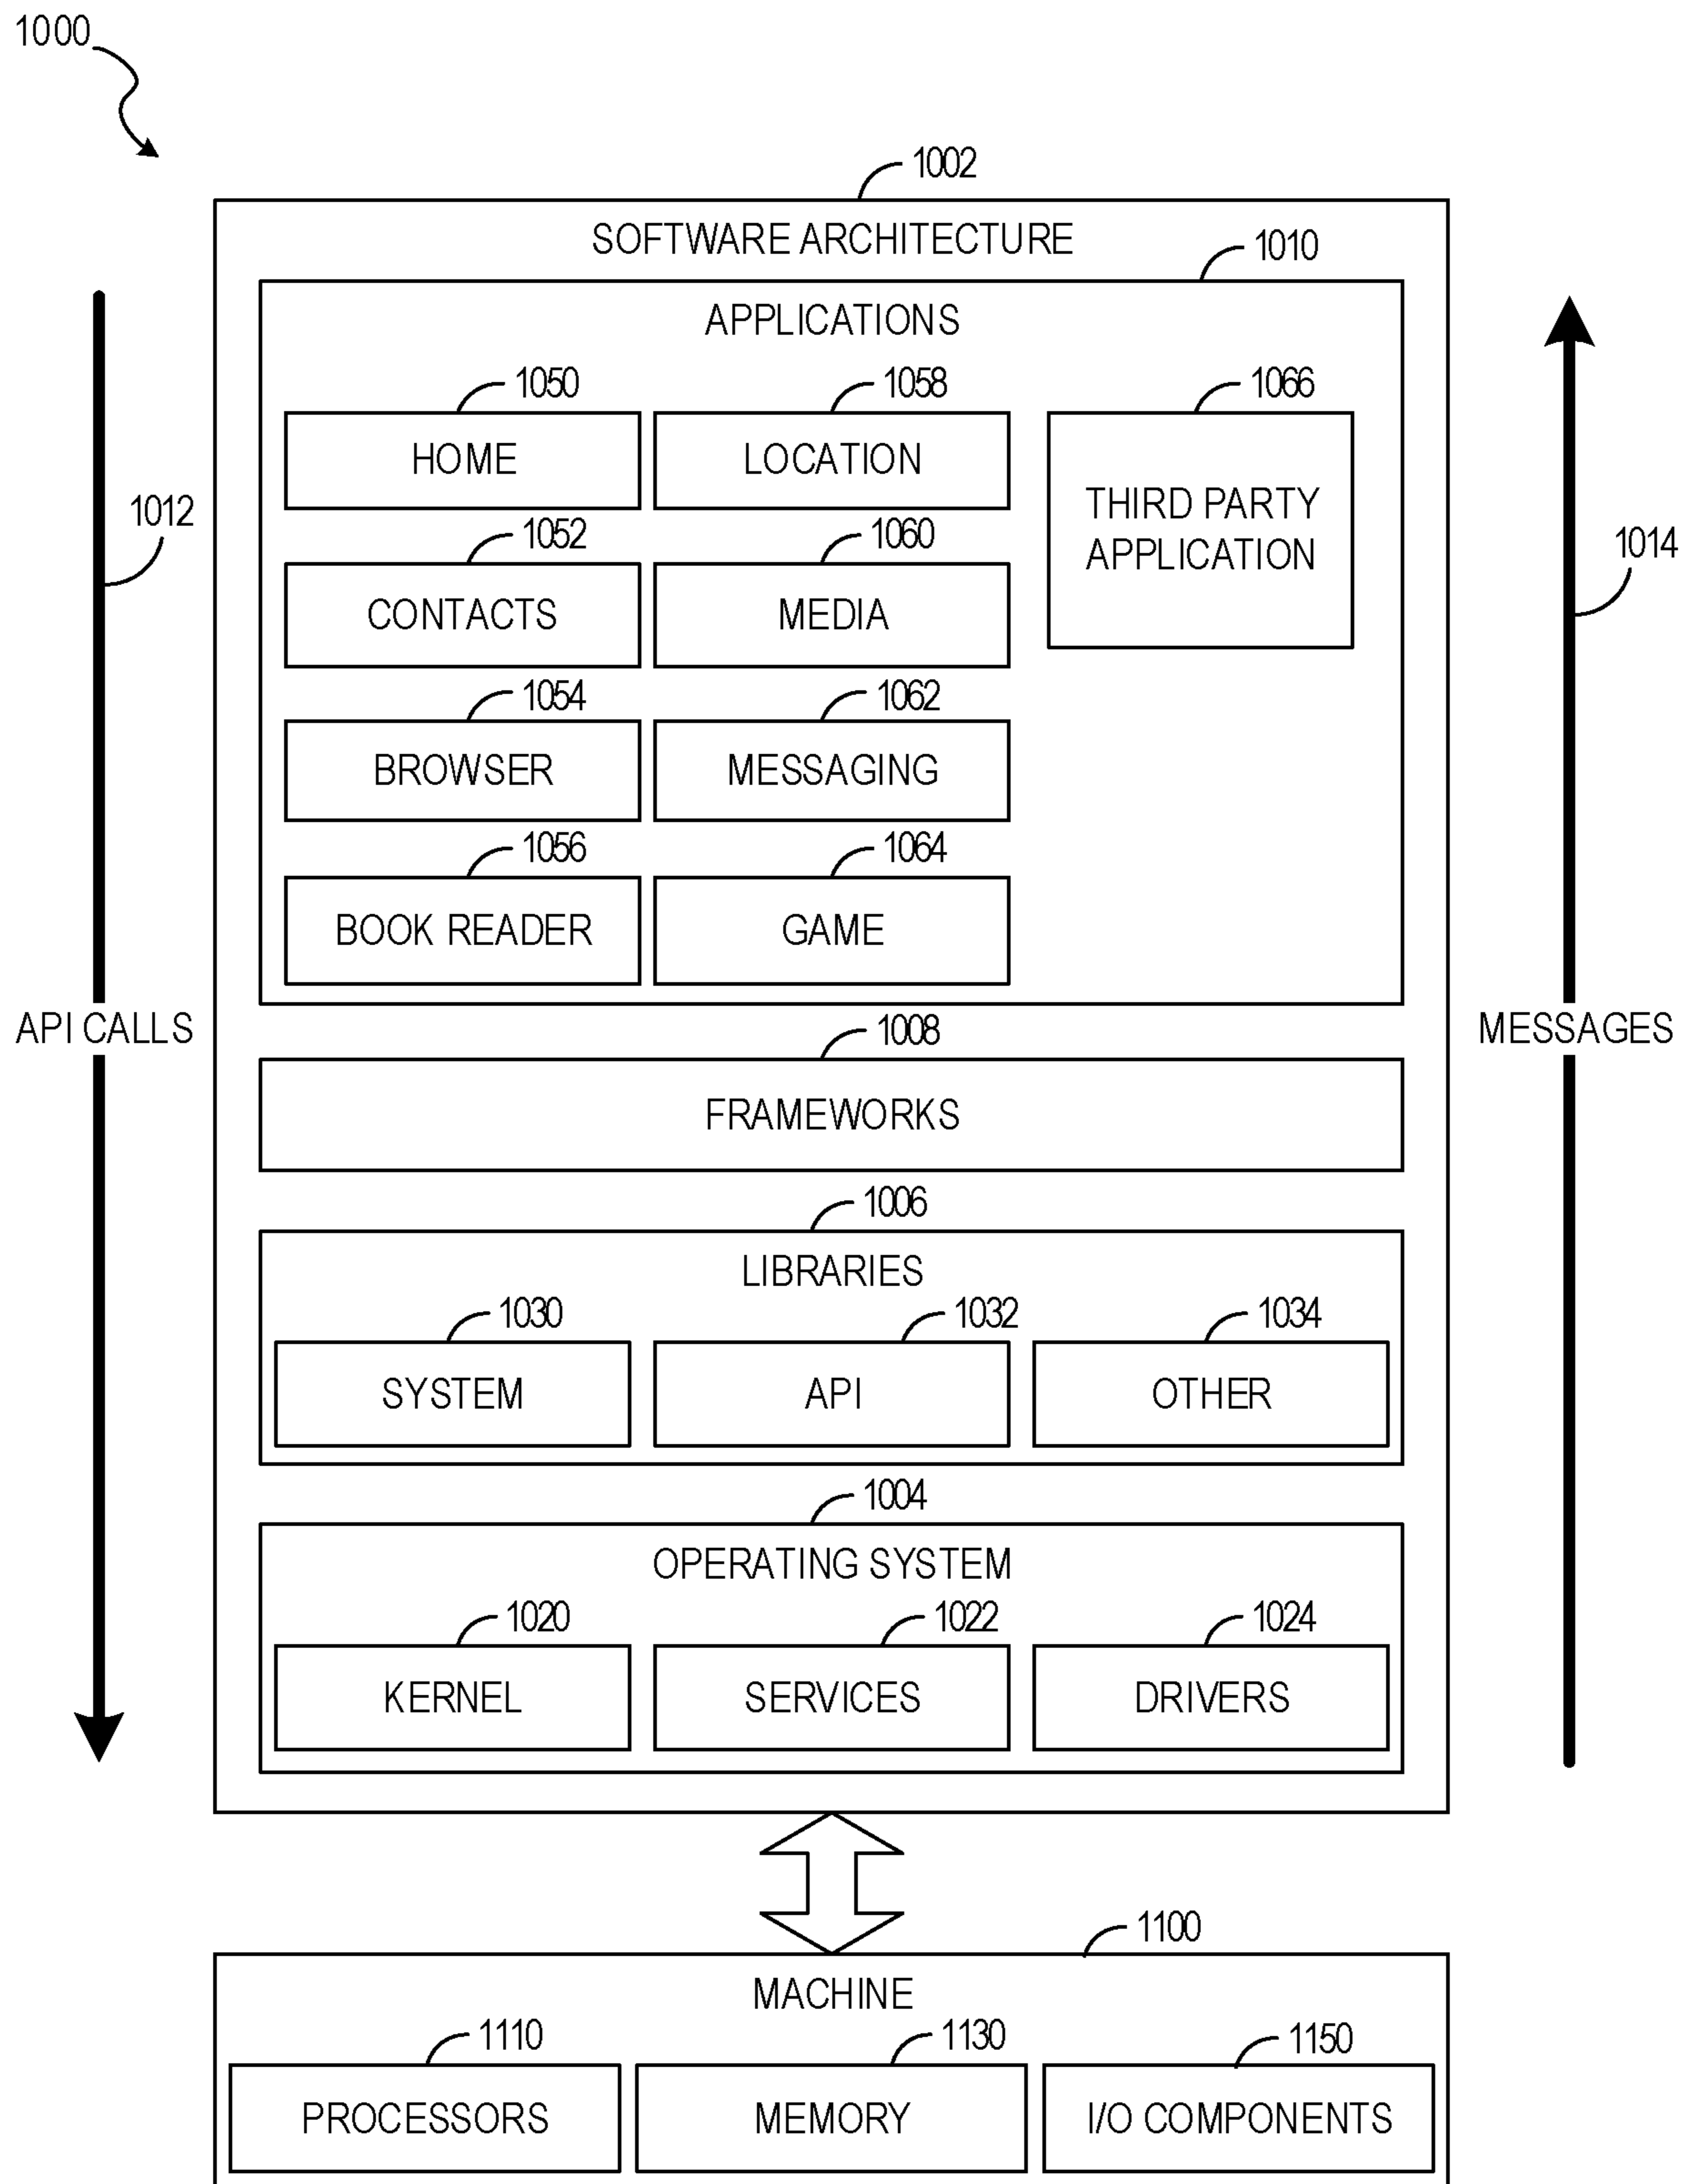 1000
1002
SOFTWARE ARCHITECTURE
1010
APPLICATIONS
1050
1058
1066
HOME
LOCATION
THIRD PARTY
APPLICATION
1012
1052
1060
1014
CONTACTS
MEDIA
1054
1062
BROWSER
MESSAGING
1056
1064
BOOK READER
GAME
API CALLS
MESSAGES
1008
FRAMEWORKS
1006
LIBRARIES
1030
1032
1034
SYSTEM
API
OTHER
1004
OPERATING SYSTEM
1020
1022
1024
KERNEL
SERVICES
DRIVERS
1100
MACHINE
1110
1130
1150
PROCESSORS
MEMORY
I/O COMPONENTS